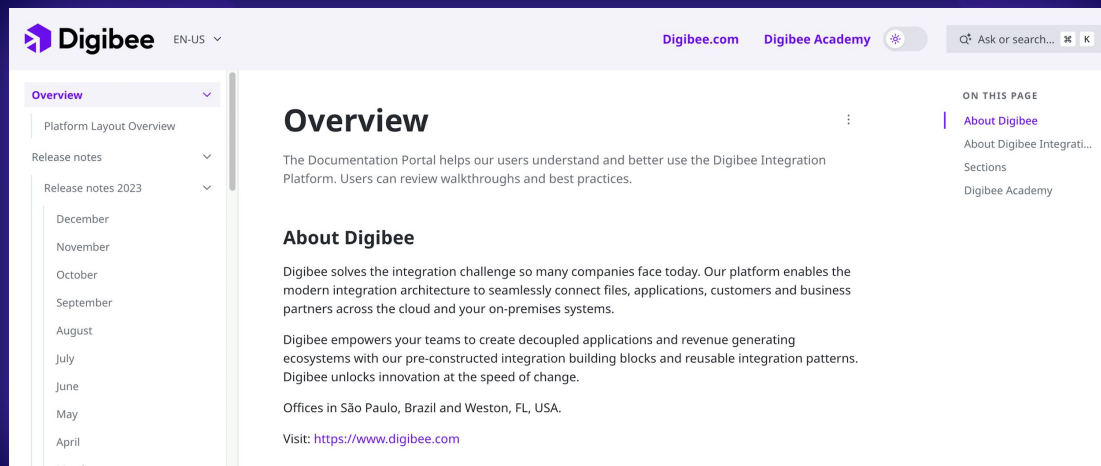 Digibee
EN-US
Digibee.com
Digibee Academy
Ask or search...
⌘ K
Overview
Platform Layout Overview
Release notes
Release notes 2023
December
November
October
September
August
July
June
May
April
Overview
The Documentation Portal helps our users understand and better use the Digibee Integration
Platform. Users can review walkthroughs and best practices.
About Digibee
Digibee solves the integration challenge so many companies face today. Our platform enables the
modern integration architecture to seamlessly connect files, applications, customers and business
partners across the cloud and your on-premises systems.
Digibee empowers your teams to create decoupled applications and revenue generating
ecosystems with our pre-constructed integration building blocks and reusable integration patterns.
Digibee unlocks innovation at the speed of change.
Offices in São Paulo, Brazil and Weston, FL, USA.
Visit: https://www.digibee.com
ON THIS PAGE
About Digibee
About Digibee Integrati...
Sections
Digibee Academy